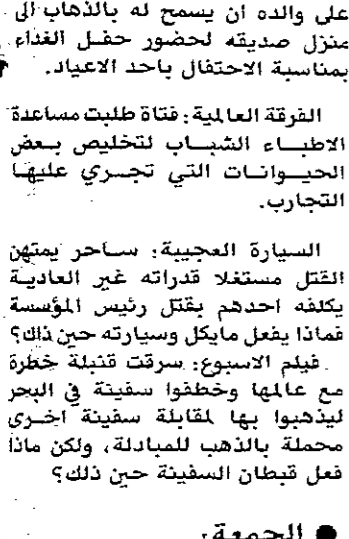 على والده ان يسمح له بالذهاب الى
منزل صديقه لحضور حفل الغذاء
بمناسبة الاحتفال باحد الاعياد.
الفرقة العالمية: فتاة طلبت مساعدة
الاطباء الشباب لتخليص بعض
الحيوانات التي تجري عليها
التجارب.
السيارة العجيبة: ساحر يمتهن
القتل مستغلا قدراته غير العادية
يكلفه احدهم بقتل رئيس المؤسسة
فماذا يفعل مايكل وسيارته حين ذاك؟
فيلم الاسبوع: سرقت قنبلة خطرة
مع عالمها وخطفوا سفينة في البحر
ليذهبوا بها لمقابلة سفينة اخرى
محملة بالذهب للمبادلة، ولكن ماذا
فعل قبطان السفينة حين ذلك؟
● الجمعة: